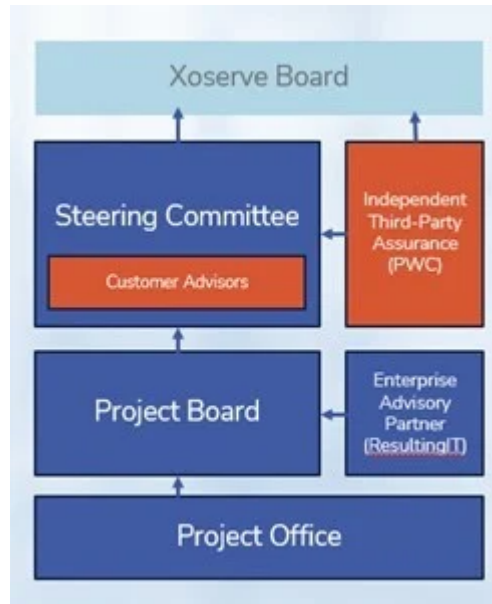 Xoserve Board
Steering Committee
Customer Advisors
Independent
Third-Party
Assurance
(PWC)
Project Board
Enterprise
Advisory
Partner
(ResultingIT)
Project Office